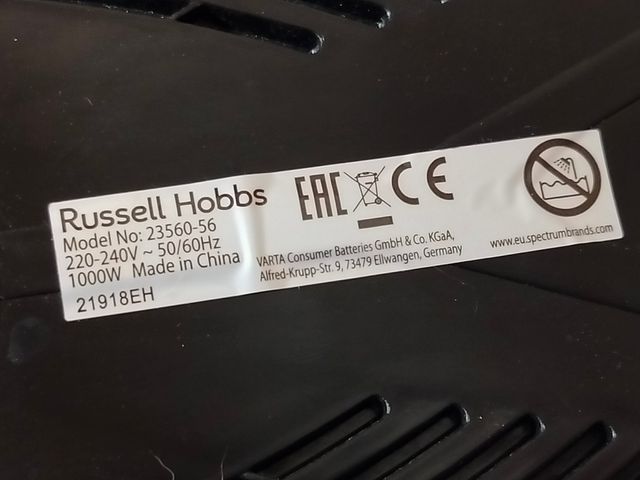 Russell Hobbs
Model No: 23560-56
220-240V ~ 50/60Hz
1000W Made in China
21918EH
EAC CE
VARTA Consumer Batteries GmbH & Co. KGaA,
Alfred-Krupp-Str. 9, 73479 Ellwangen, Germany
www.eu.spectrumbrands.com